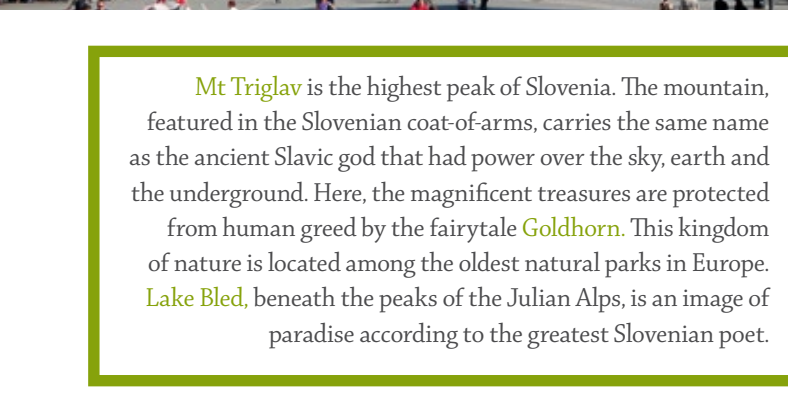 Mt Triglav is the highest peak of Slovenia. The mountain,
featured in the Slovenian coat-of-arms, carries the same name
as the ancient Slavic god that had power over the sky, earth and
the underground. Here, the magnificent treasures are protected
from human greed by the fairytale Goldhorn. This kingdom
of nature is located among the oldest natural parks in Europe.
Lake Bled, beneath the peaks of the Julian Alps, is an image of
paradise according to the greatest Slovenian poet.